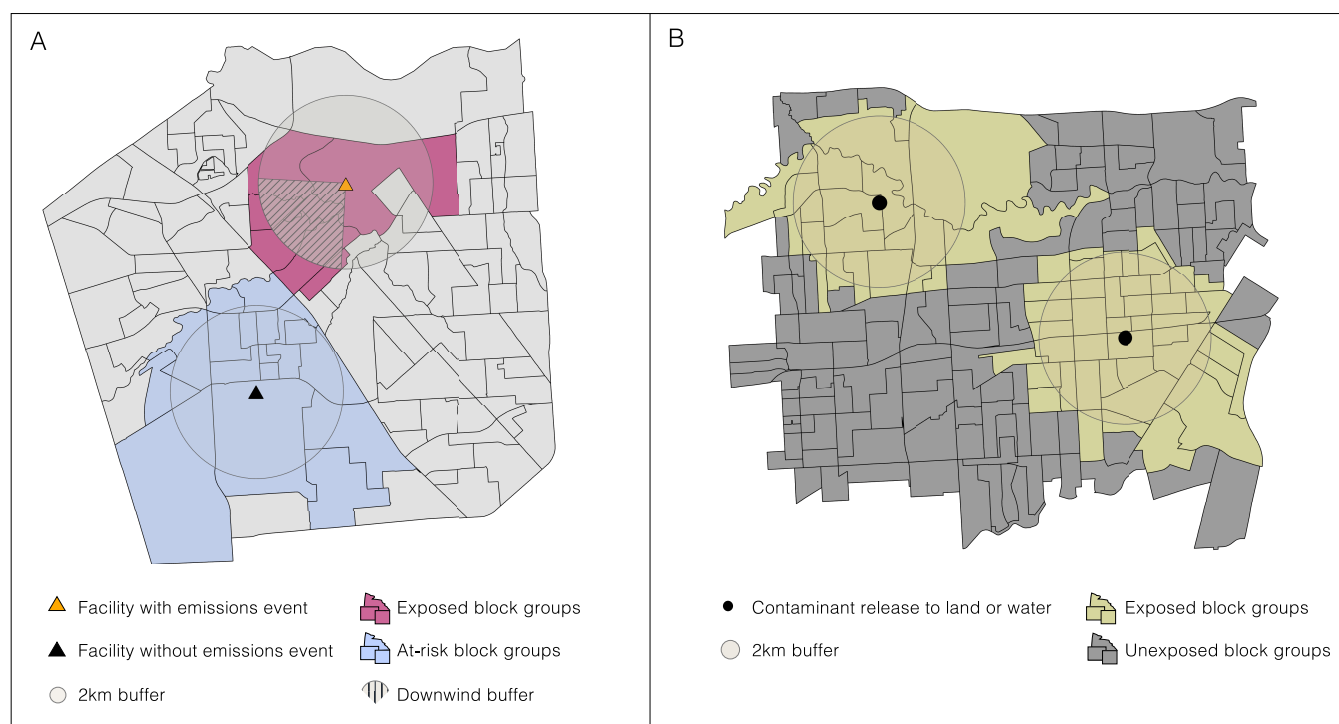 A
Facility with emissions event
Exposed block groups
Facility without emissions event
At-risk block groups
2km buffer
Downwind buffer
B
Contaminant release to land or water
Exposed block groups
2km buffer
Unexposed block groups